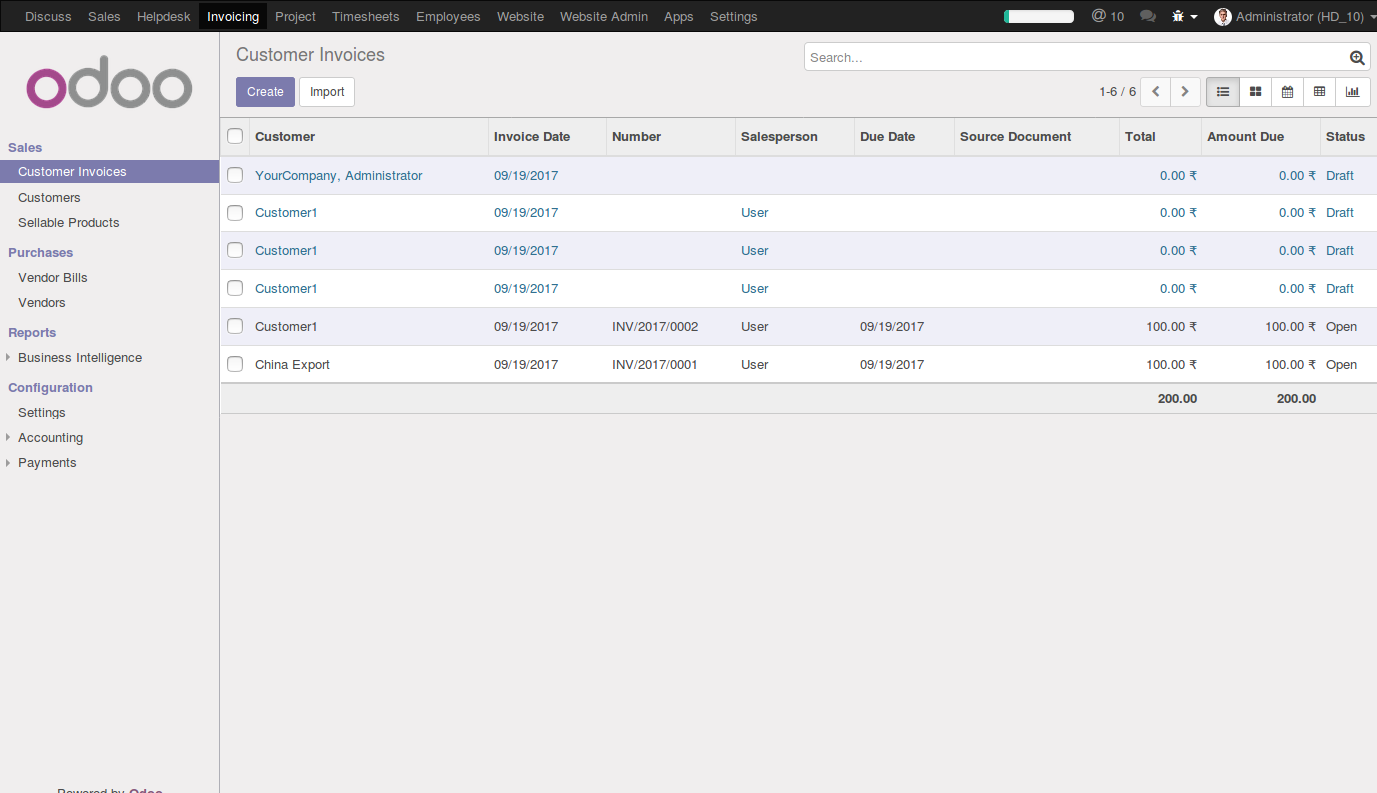 Discuss Sales Helpdesk Invoicing Project Timesheets Employees Website Website Admin Apps Settings @ 10 Administrator (HD_10)
odoo
Sales
Customer Invoices
Customers
Sellable Products
Purchases
Vendor Bills
Vendors
Reports
Business Intelligence
Configuration
Settings
Accounting
Payments
Powered by Odoo
Customer Invoices
Search...
Create Import 1-6 / 6
Customer Invoice Date Number Salesperson Due Date Source Document Total Amount Due Status
YourCompany, Administrator 09/19/2017 0.00 ₹ 0.00 ₹ Draft
Customer1 09/19/2017 User 0.00 ₹ 0.00 ₹ Draft
Customer1 09/19/2017 User 0.00 ₹ 0.00 ₹ Draft
Customer1 09/19/2017 User 0.00 ₹ 0.00 ₹ Draft
Customer1 09/19/2017 INV/2017/0002 User 09/19/2017 100.00 ₹ 100.00 ₹ Open
China Export 09/19/2017 INV/2017/0001 User 09/19/2017 100.00 ₹ 100.00 ₹ Open
200.00 200.00